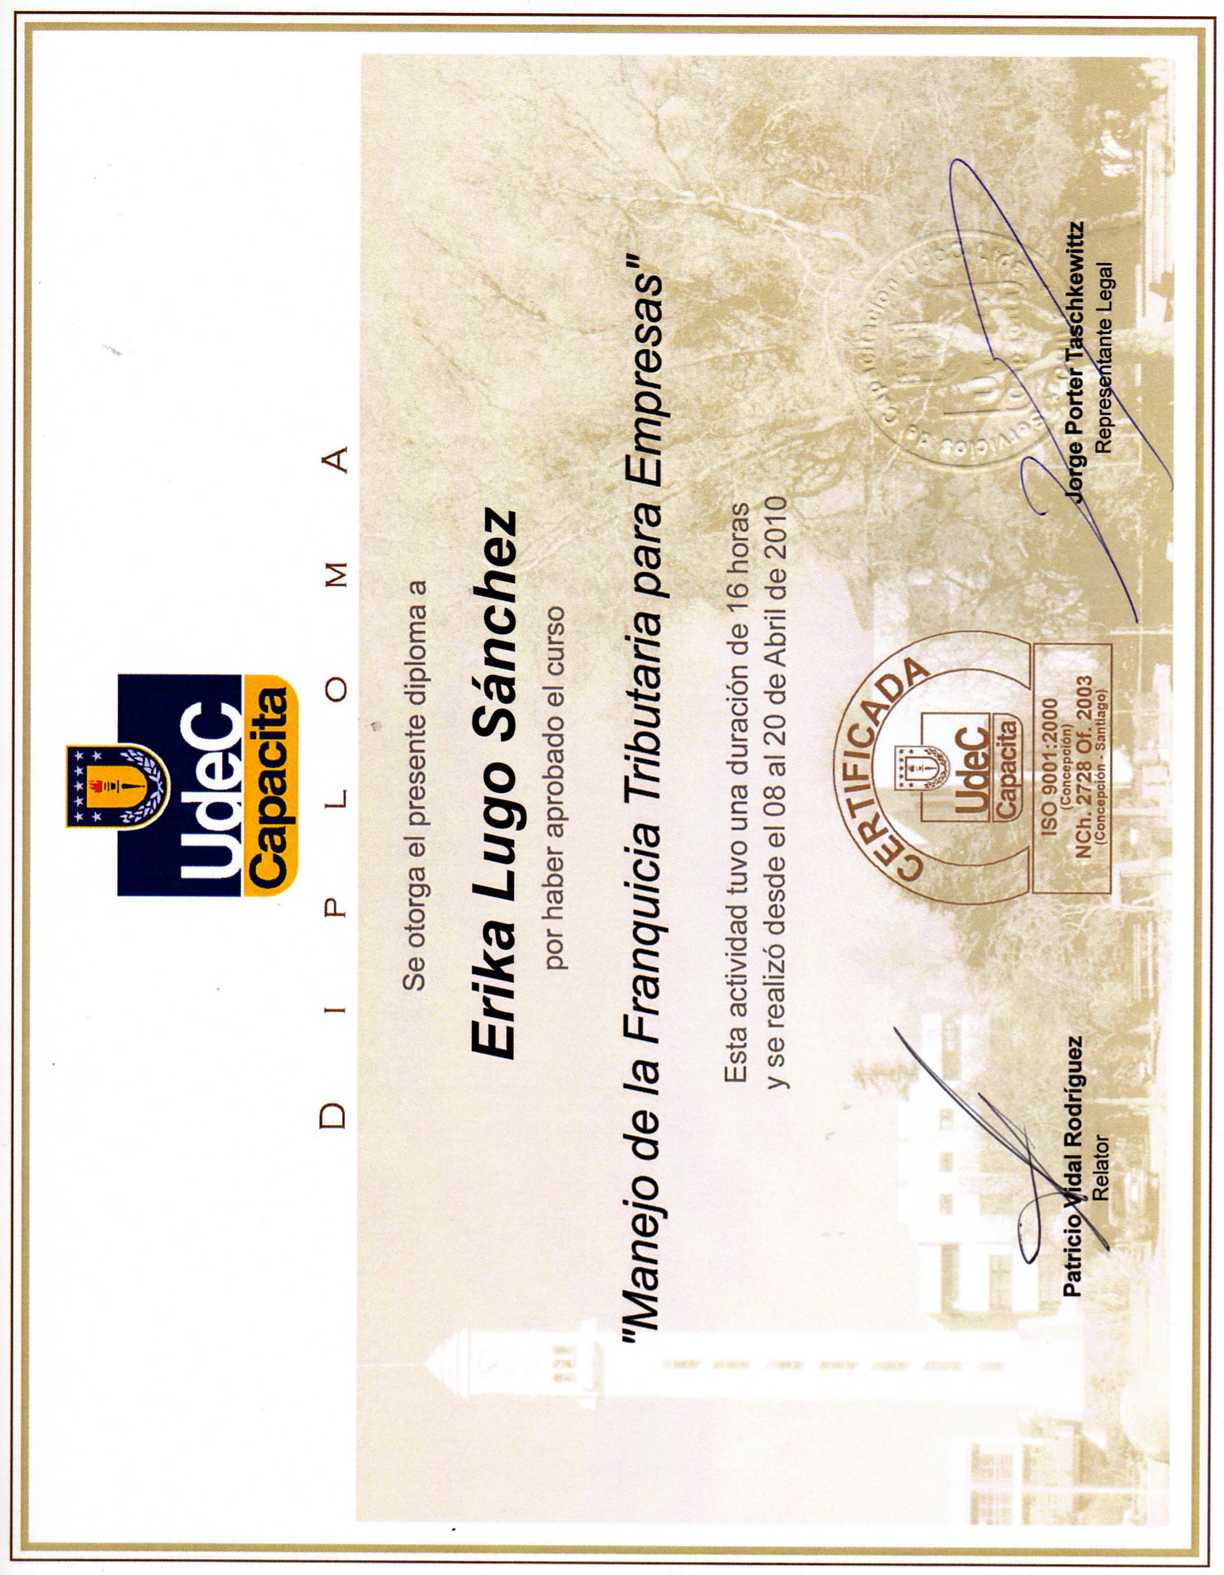 UdeC
Capacita
DIPLOMA
Se otorga el presente diploma a
Erika Lugo Sánchez
por haber aprobado el curso
"Manejo de la Franquicia Tributaria para Empresas"
Esta actividad tuvo una duración de 16 horas
y se realizó desde el 08 al 20 de Abril de 2010
Patricio Vidal Rodríguez
Relator
CERTIFICADA
UdeC
Capacita
ISO 9001:2000
(Concepción)
NCh. 2728 Of. 2003
(Concepción - Santiago)
Servicios de Capacitación UdeC
Jorge Porter Taschkewittz
Representante Legal